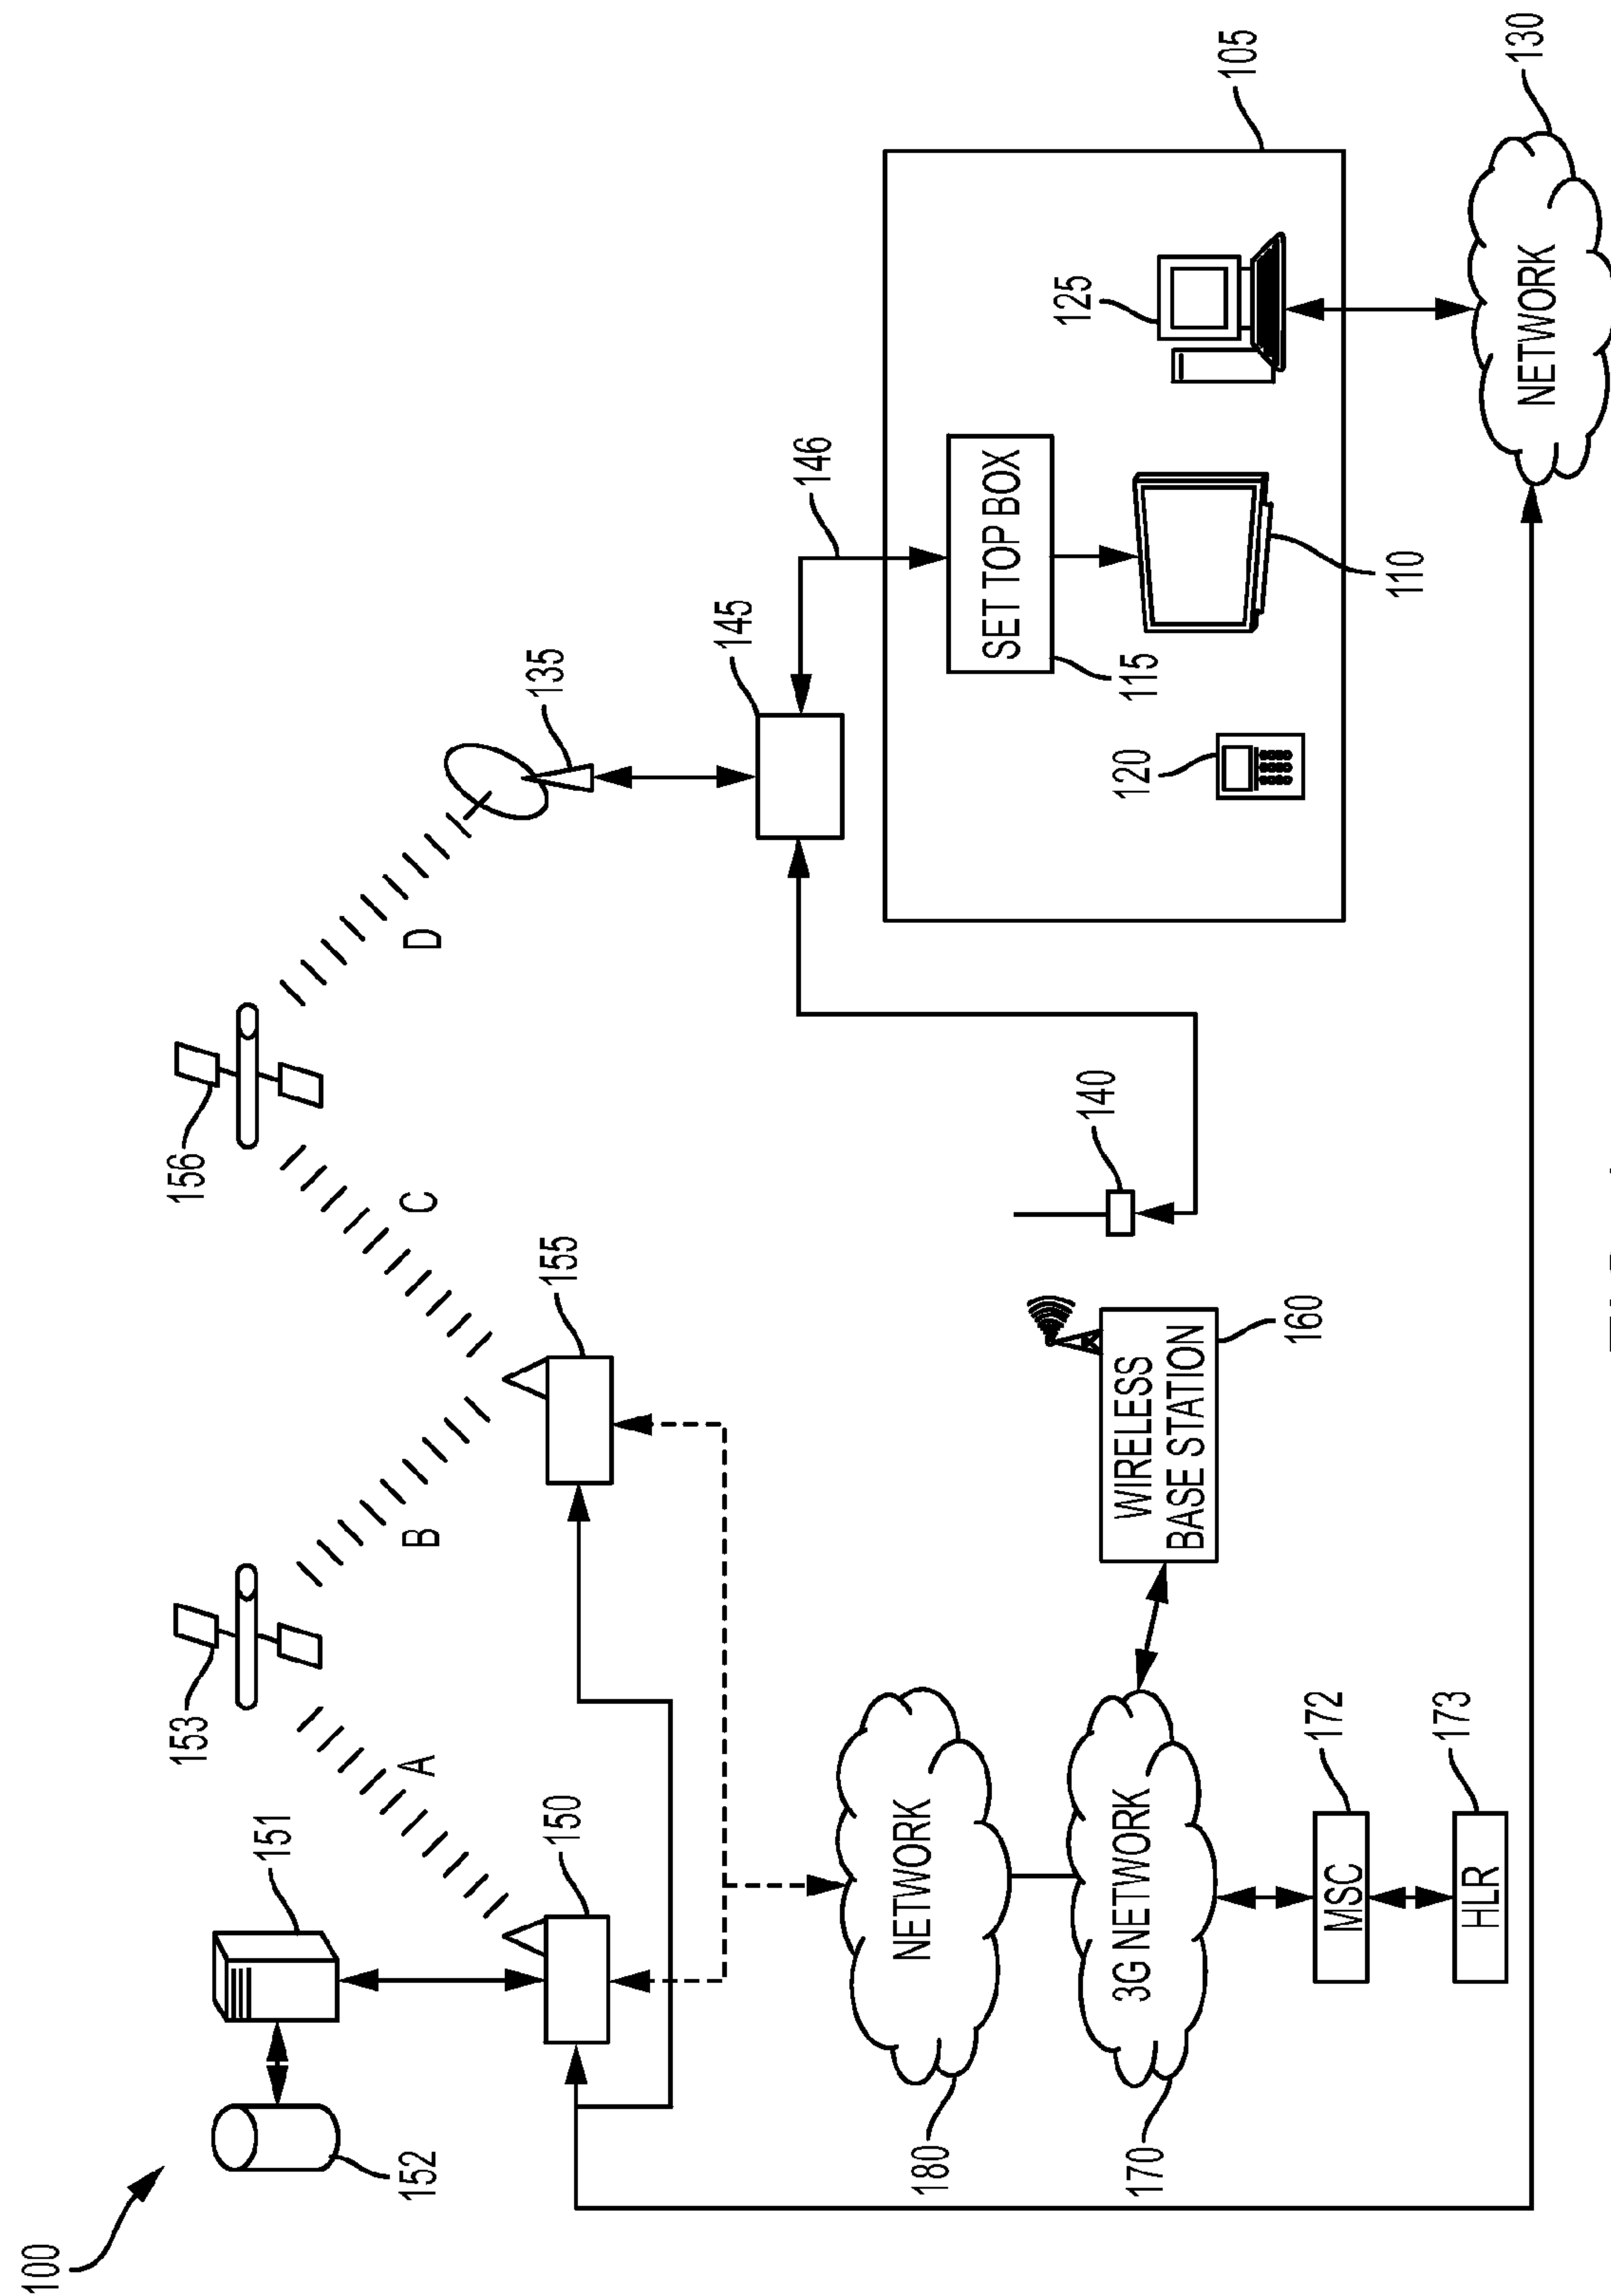 100
152
151
153
A
150
B
155
156
C
D
135
145
146
105
SET TOP BOX
115
110
120
125
NETWORK
130
140
WIRELESS
BASE STATION
160
NETWORK
180
3G NETWORK
170
MSC
172
HLR
173